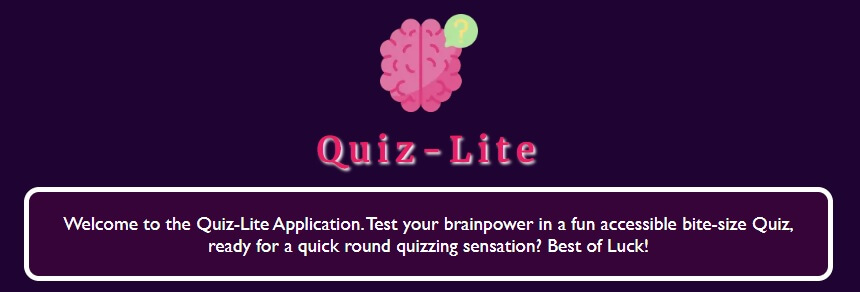 ?
Quiz-Lite
Welcome to the Quiz-Lite Application. Test your brainpower in a fun accessible bite-size Quiz,
ready for a quick round quizzing sensation? Best of Luck!